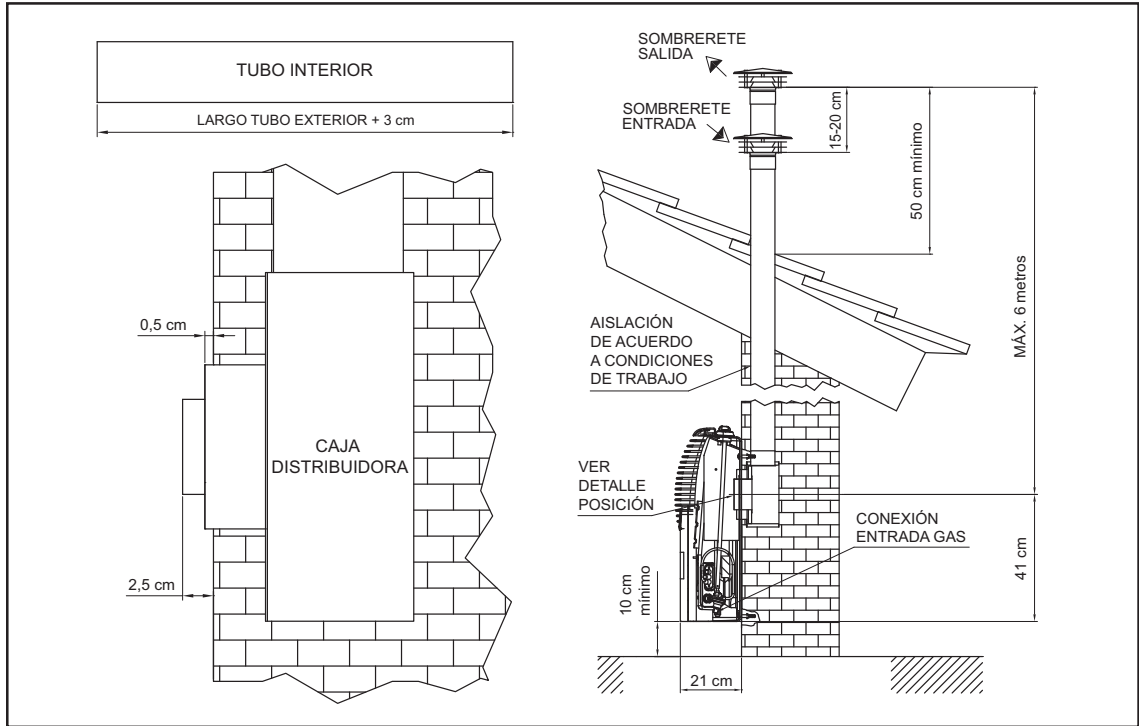 TUBO INTERIOR
LARGO TUBO EXTERIOR + 3 cm
0,5 cm
CAJA
DISTRIBUIDORA
2,5 cm
SOMBRERETE
SALIDA
SOMBRERETE
ENTRADA
15-20 cm
50 cm mínimo
MÁX. 6 metros
AISLACIÓN
DE ACUERDO
A CONDICIONES
DE TRABAJO
VER
DETALLE
POSICIÓN
CONEXIÓN
ENTRADA GAS
41 cm
10 cm
mínimo
21 cm